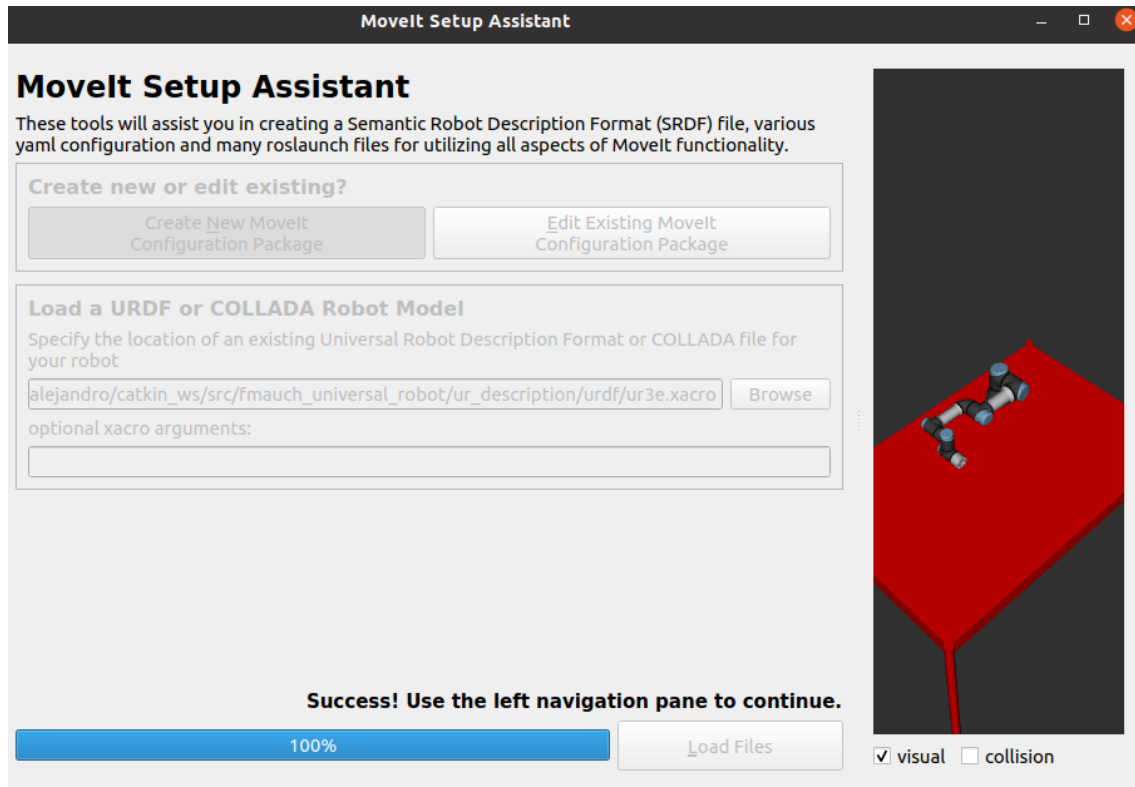 MoveIt Setup Assistant
MoveIt Setup Assistant
These tools will assist you in creating a Semantic Robot Description Format (SRDF) file, various
yaml configuration and many roslaunch files for utilizing all aspects of MoveIt functionality.
Create new or edit existing?
Create New MoveIt
Configuration Package
Edit Existing MoveIt
Configuration Package
Load a URDF or COLLADA Robot Model
Specify the location of an existing Universal Robot Description Format or COLLADA file for
your robot
alejandro/catkin_ws/src/fmauch_universal_robot/ur_description/urdf/ur3e.xacro
Browse
optional xacro arguments:
Success! Use the left navigation pane to continue.
100%
Load Files
visual
collision